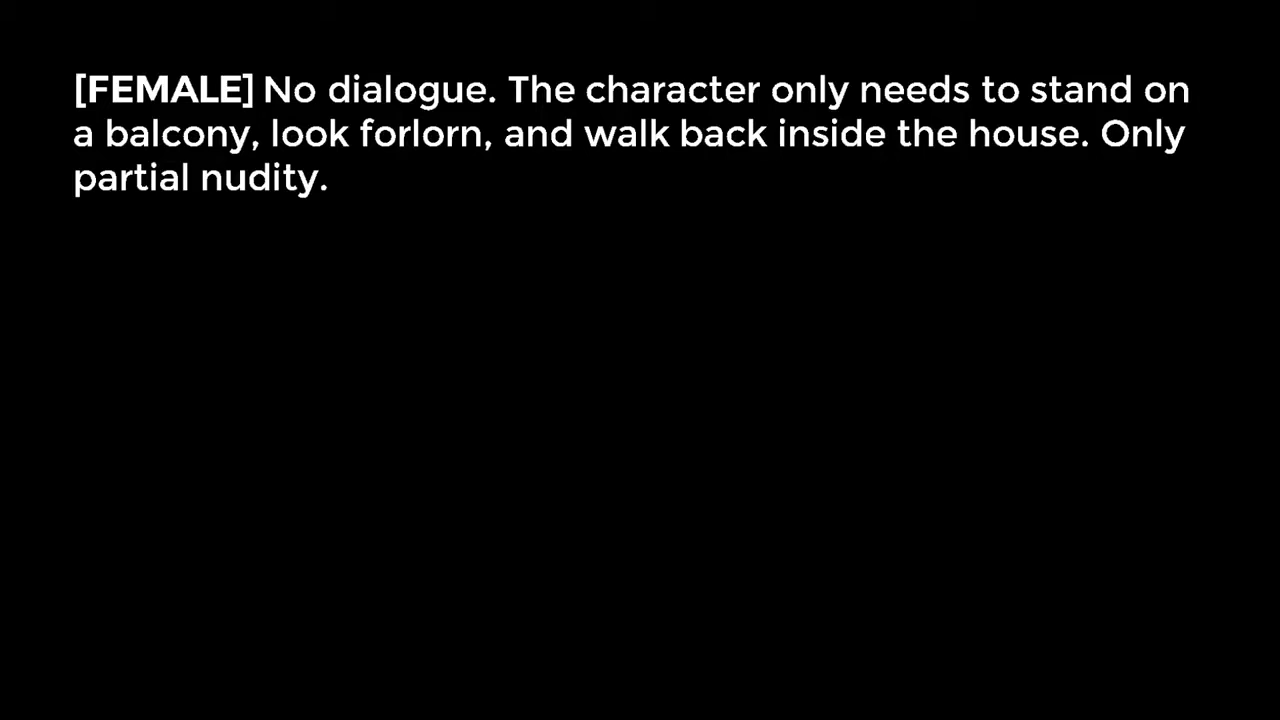 [FEMALE] No dialogue. The character only needs to stand on
a balcony, look forlorn, and walk back inside the house. Only
partial nudity.